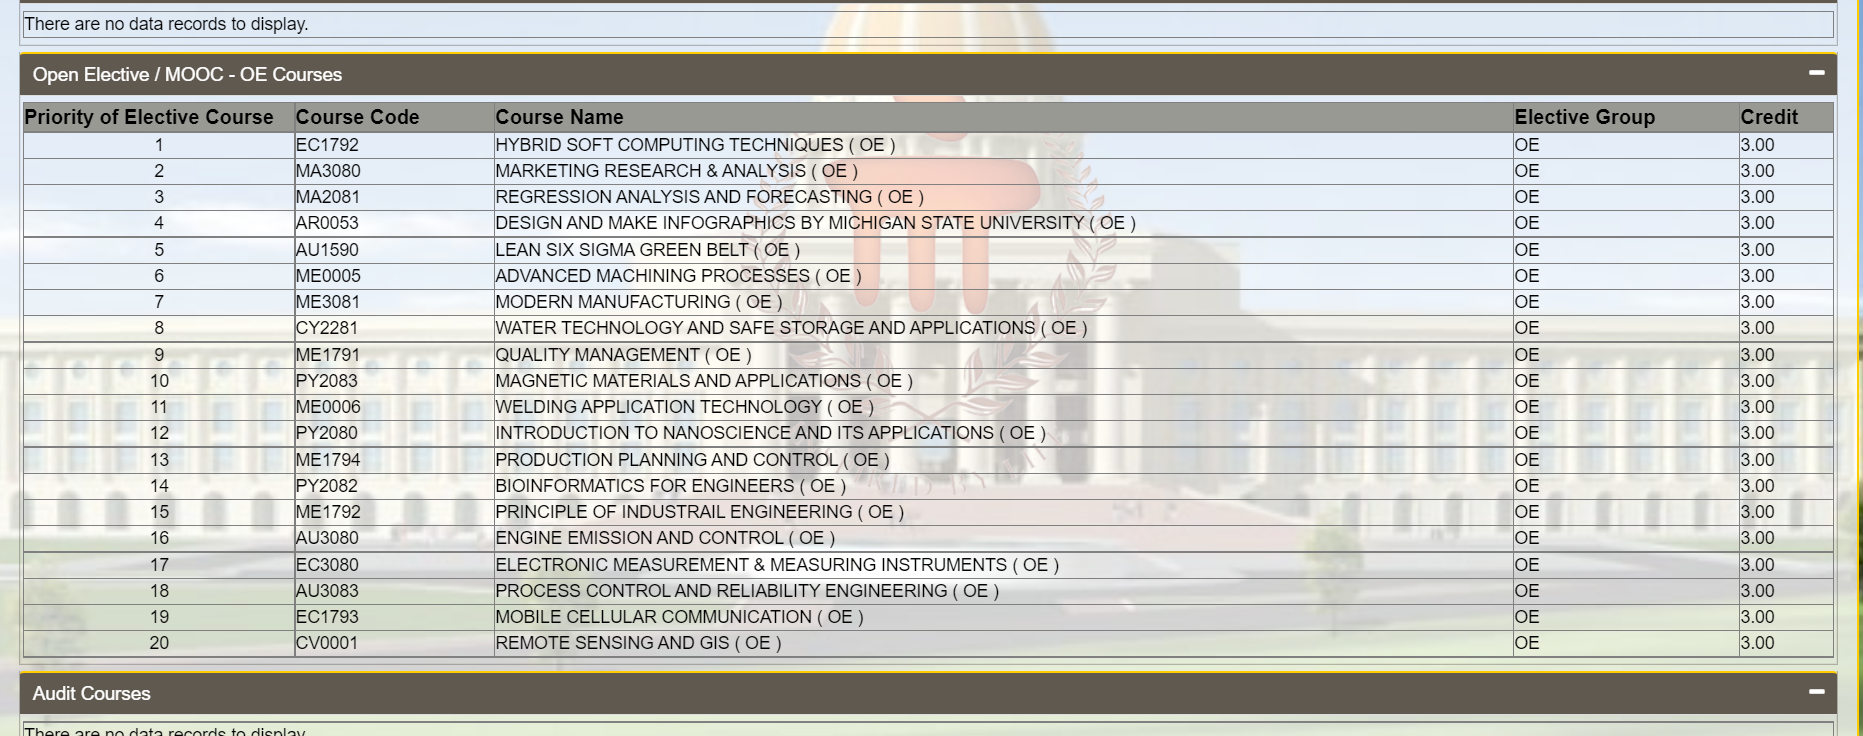 There are no data records to display.
Open Elective / MOOC - OE Courses
Priority of Elective Course Course Code Course Name Elective Group Credit
1 EC1792 HYBRID SOFT COMPUTING TECHNIQUES ( OE ) OE 3.00
2 MA3080 MARKETING RESEARCH & ANALYSIS ( OE ) OE 3.00
3 MA2081 REGRESSION ANALYSIS AND FORECASTING ( OE ) OE 3.00
4 AR0053 DESIGN AND MAKE INFOGRAPHICS BY MICHIGAN STATE UNIVERSITY ( OE ) OE 3.00
5 AU1590 LEAN SIX SIGMA GREEN BELT ( OE ) OE 3.00
6 ME0005 ADVANCED MACHINING PROCESSES ( OE ) OE 3.00
7 ME3081 MODERN MANUFACTURING ( OE ) OE 3.00
8 CY2281 WATER TECHNOLOGY AND SAFE STORAGE AND APPLICATIONS ( OE ) OE 3.00
9 ME1791 QUALITY MANAGEMENT ( OE ) OE 3.00
10 PY2083 MAGNETIC MATERIALS AND APPLICATIONS ( OE ) OE 3.00
11 ME0006 WELDING APPLICATION TECHNOLOGY ( OE ) OE 3.00
12 PY2080 INTRODUCTION TO NANOSCIENCE AND ITS APPLICATIONS ( OE ) OE 3.00
13 ME1794 PRODUCTION PLANNING AND CONTROL ( OE ) OE 3.00
14 PY2082 BIOINFORMATICS FOR ENGINEERS ( OE ) OE 3.00
15 ME1792 PRINCIPLE OF INDUSTRAIL ENGINEERING ( OE ) OE 3.00
16 AU3080 ENGINE EMISSION AND CONTROL ( OE ) OE 3.00
17 EC3080 ELECTRONIC MEASUREMENT & MEASURING INSTRUMENTS ( OE ) OE 3.00
18 AU3083 PROCESS CONTROL AND RELIABILITY ENGINEERING ( OE ) OE 3.00
19 EC1793 MOBILE CELLULAR COMMUNICATION ( OE ) OE 3.00
20 CV0001 REMOTE SENSING AND GIS ( OE ) OE 3.00
Audit Courses
There are no data records to display.